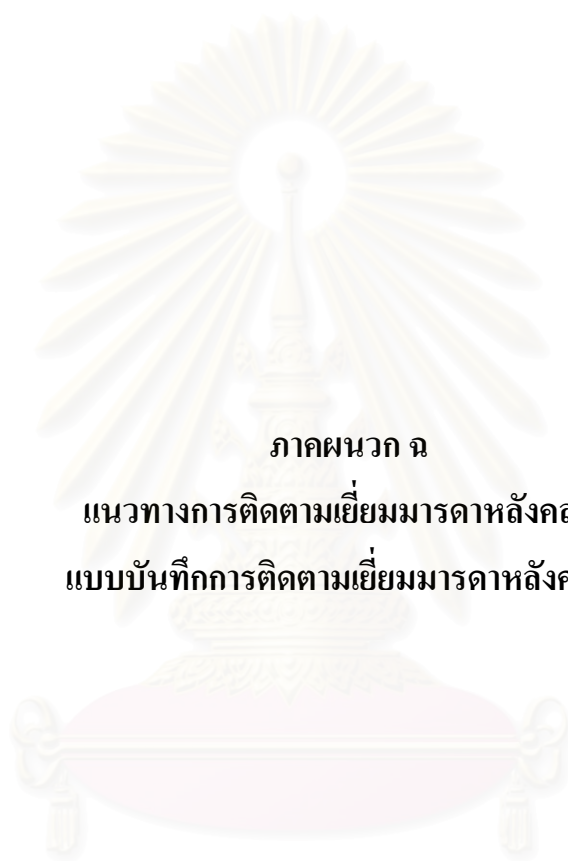 ภาคผนวก ฉ
แนวทางการติดตามเยี่ยมมารดาหลัง
แบบบันทึกการติดตามเยี่ยมมารดาหลัง